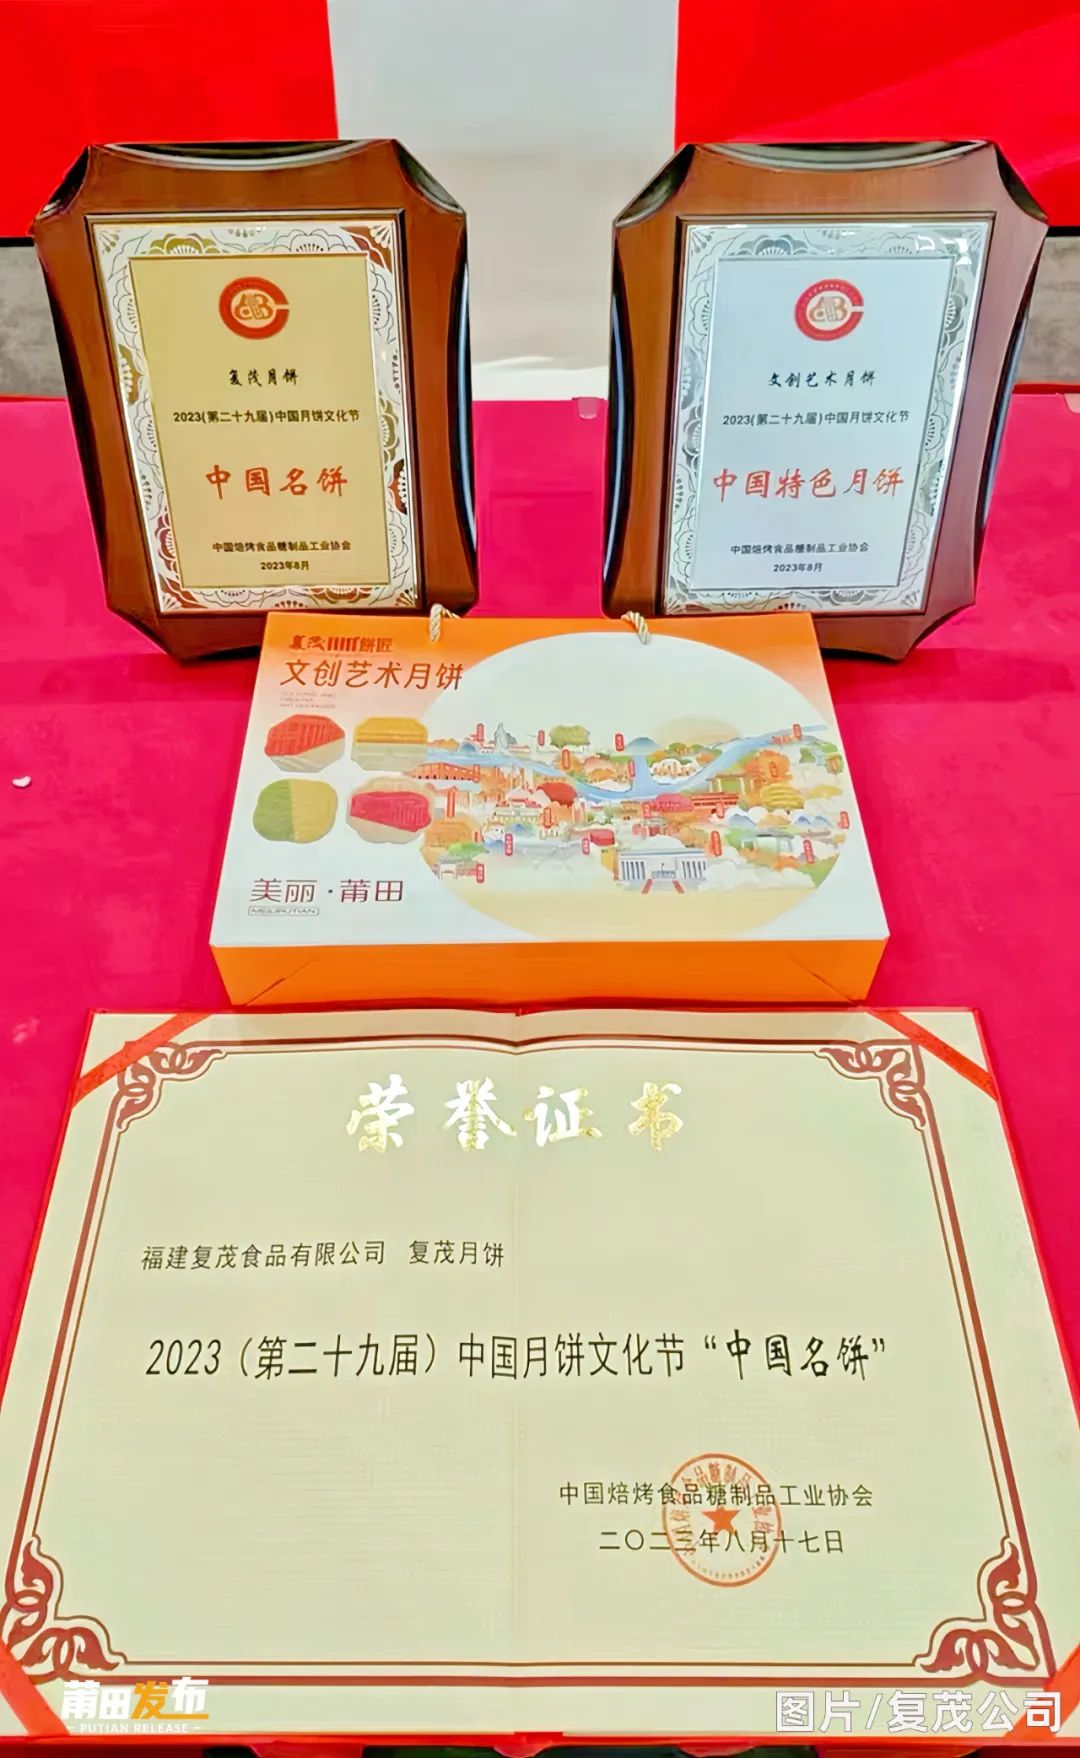 复茂月饼
2023(第二十九届)中国月饼文化节
中国名饼
中国焙烤食品糖制品工业协会
2023年8月
文创艺术月饼
2023(第二十九届)中国月饼文化节
中国特色月饼
中国焙烤食品糖制品工业协会
2023年8月
复茂 餅匠
文创艺术月饼
美丽·莆田
MEILIPUTIAN
荣誉证书
福建复茂食品有限公司 复茂月饼
2023（第二十九届）中国月饼文化节“中国名饼”
中国焙烤食品糖制品工业协会
二〇二三年八月十七日
莆田发布
PUTIAN RELEASE
图片/复茂公司